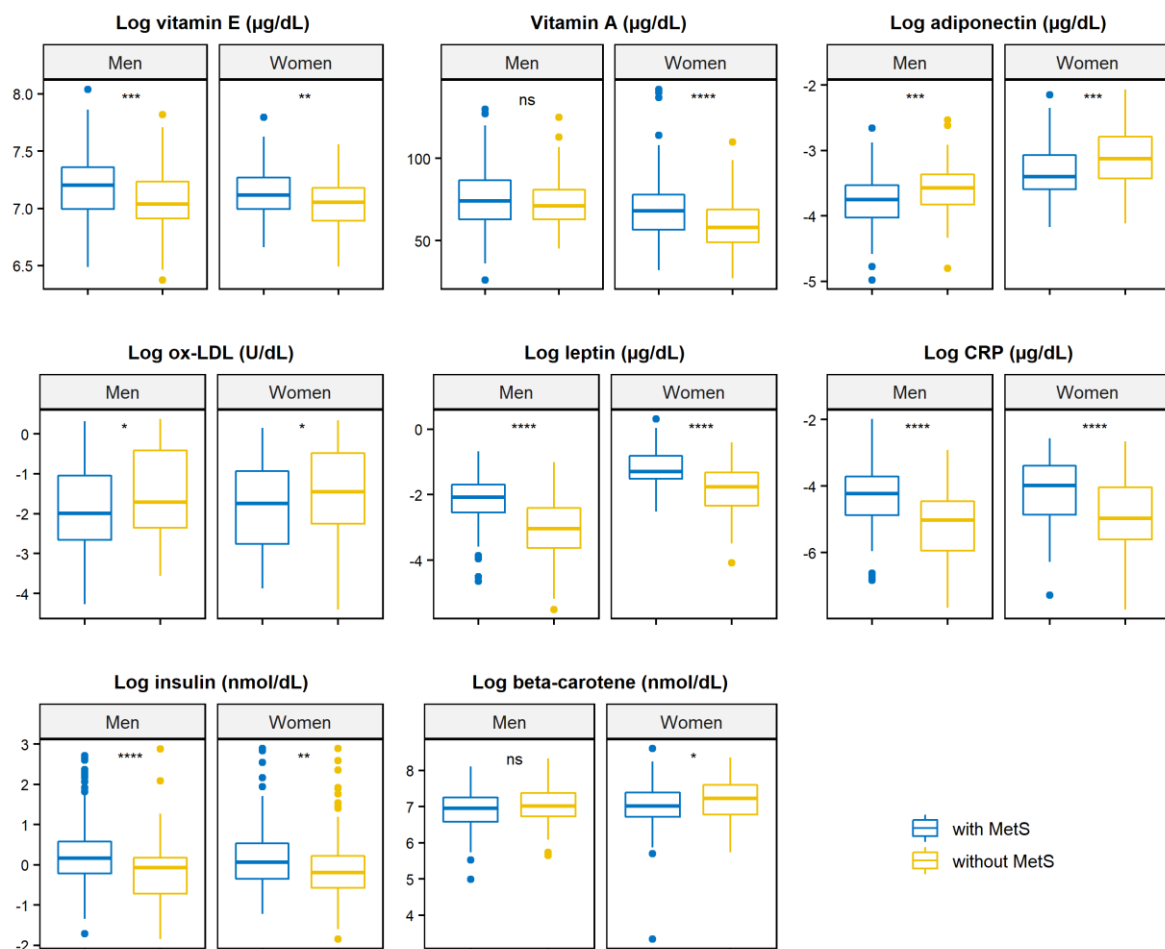 Log vitamin E (µg/dL)
Men
Women
***
**
8.0
7.5
7.0
6.5
Vitamin A (µg/dL)
Men
Women
ns
****
100
50
Log adiponectin (µg/dL)
Men
Women
***
***
-2
-3
-4
-5
Log ox-LDL (U/dL)
Men
Women
*
*
0
-1
-2
-3
-4
Log leptin (µg/dL)
Men
Women
****
****
0
-2
-4
Log CRP (µg/dL)
Men
Women
****
****
-2
-4
-6
Log insulin (nmol/dL)
Men
Women
****
**
3
2
1
0
-1
-2
Log beta-carotene (nmol/dL)
Men
Women
ns
*
8
7
6
5
4
with MetS
without MetS